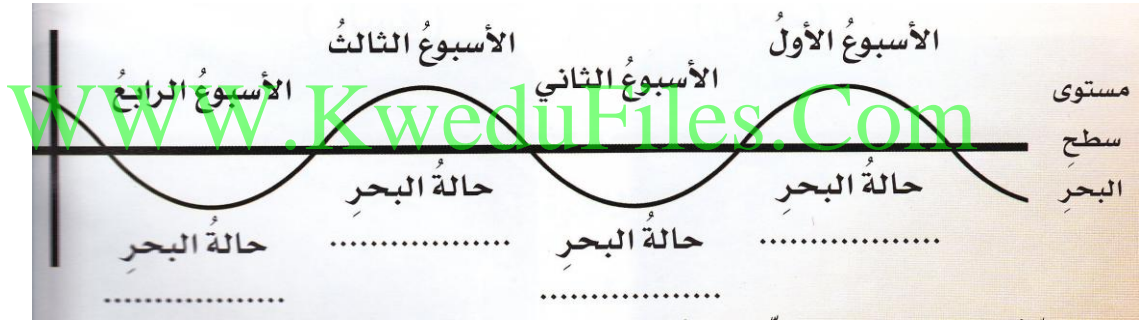 الأسبوعُ الأولُ
الأسبوعُ الثاني
الأسبوعُ الثالثُ
الأسبوعُ الرابعُ
مستوى
سطحِ
البحرِ
WWW.KweduFiles.Com
حالةُ البحرِ
....................
حالةُ البحرِ
....................
حالةُ البحرِ
....................
حالةُ البحرِ
....................